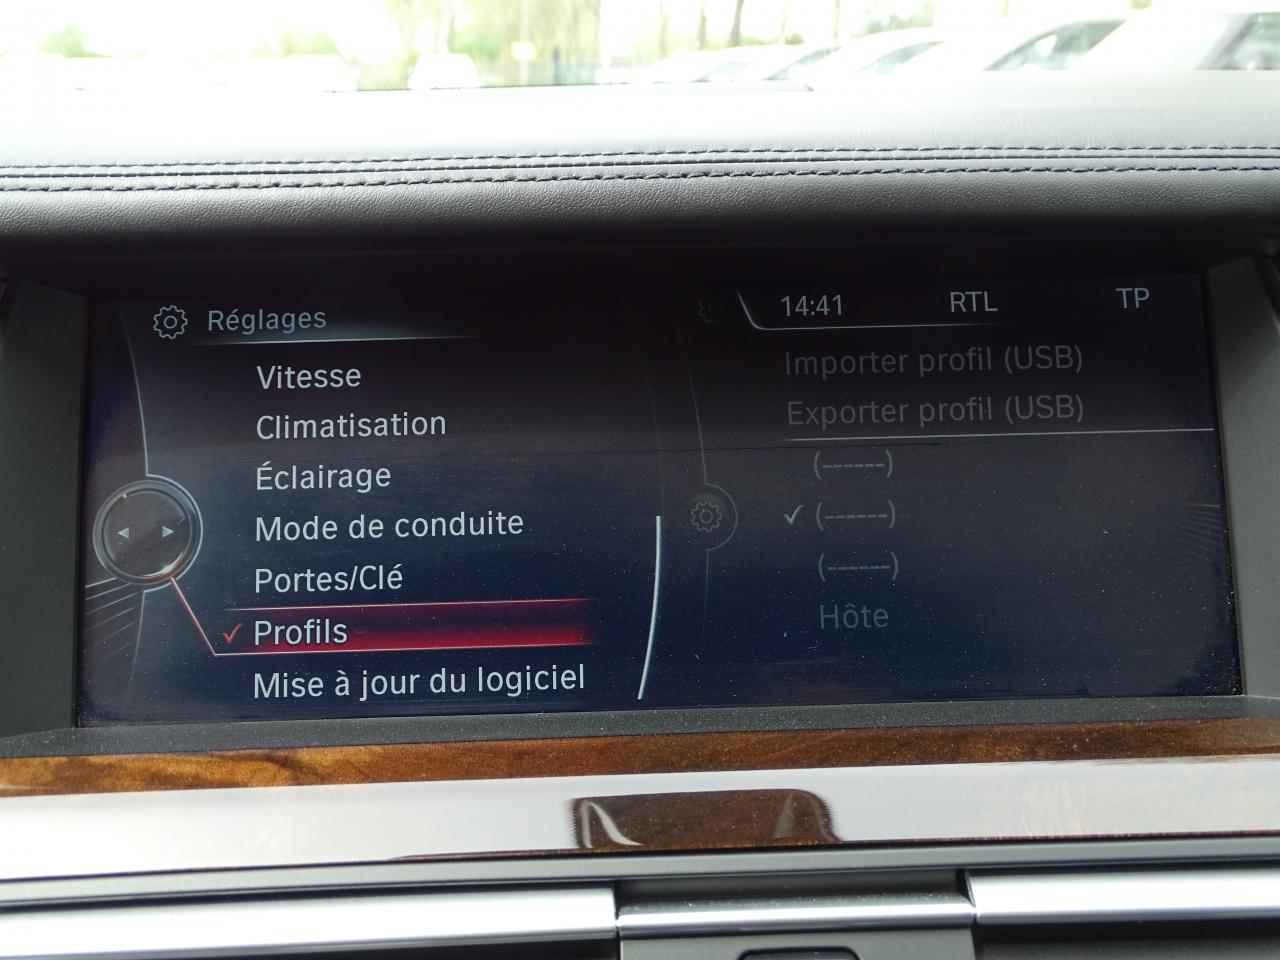 Réglages
Vitesse
Climatisation
Éclairage
Mode de conduite
Portes/Clé
✓ Profils
Mise à jour du logiciel
14:41 RTL TP
Importer profil (USB)
Exporter profil (USB)
(------)
✓ (------)
(------)
Hôte